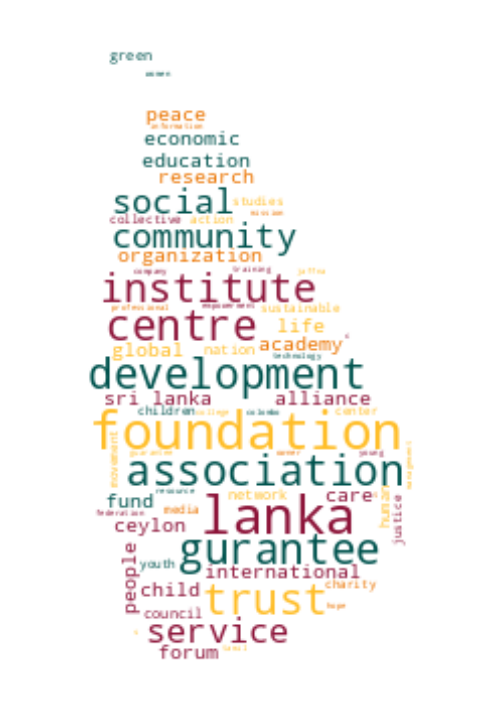 green
women
peace
information
economic
education
research
social studies
mission
collective action
community
organization
company training jaffna
institute
professional empowerment sustainable
centre life
academy
global nation
technology
development
sri lanka alliance
children college colombo center
foundation
movement
guarantee career young
association
management
resource
fund network care
human
media
justice
federation
lanka
ceylon
gurantee
youth
international
people
child charity
trust
hope
council
service
forum tamil